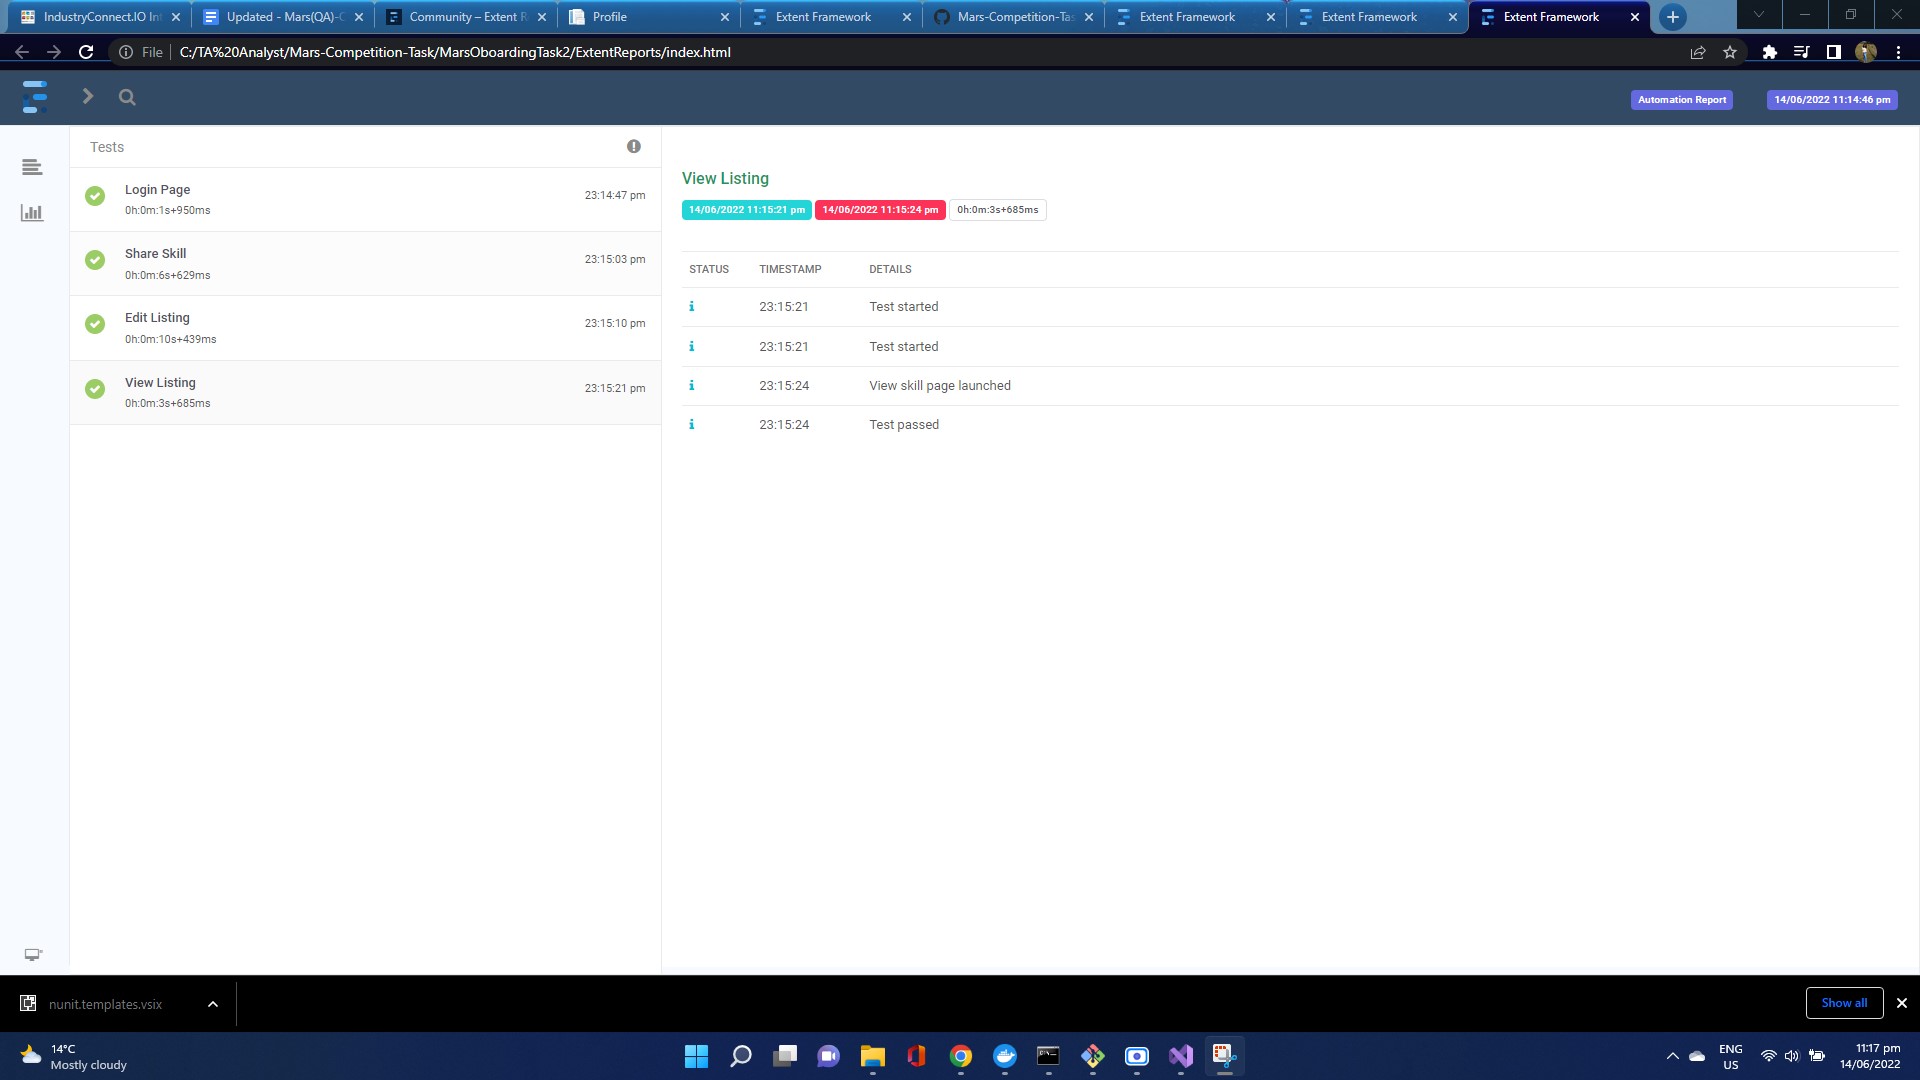 IndustryConnect.IO Int
Updated - Mars(QA)-C
Community – Extent R
Profile
Extent Framework
Mars-Competition-Tas
Extent Framework
Extent Framework
Extent Framework
File
C:/TA%20Analyst/Mars-Competition-Task/MarsOboardingTask2/ExtentReports/index.html
Automation Report
14/06/2022 11:14:46 pm
Tests
Login Page
23:14:47 pm
0h:0m:1s+950ms
Share Skill
23:15:03 pm
0h:0m:6s+629ms
Edit Listing
23:15:10 pm
0h:0m:10s+439ms
View Listing
23:15:21 pm
0h:0m:3s+685ms
View Listing
14/06/2022 11:15:21 pm
14/06/2022 11:15:24 pm
0h:0m:3s+685ms
STATUS TIMESTAMP DETAILS
23:15:21 Test started
23:15:21 Test started
23:15:24 View skill page launched
23:15:24 Test passed
nunit.templates.vsix
Show all
14°C
Mostly cloudy
ENG
US
11:17 pm
14/06/2022